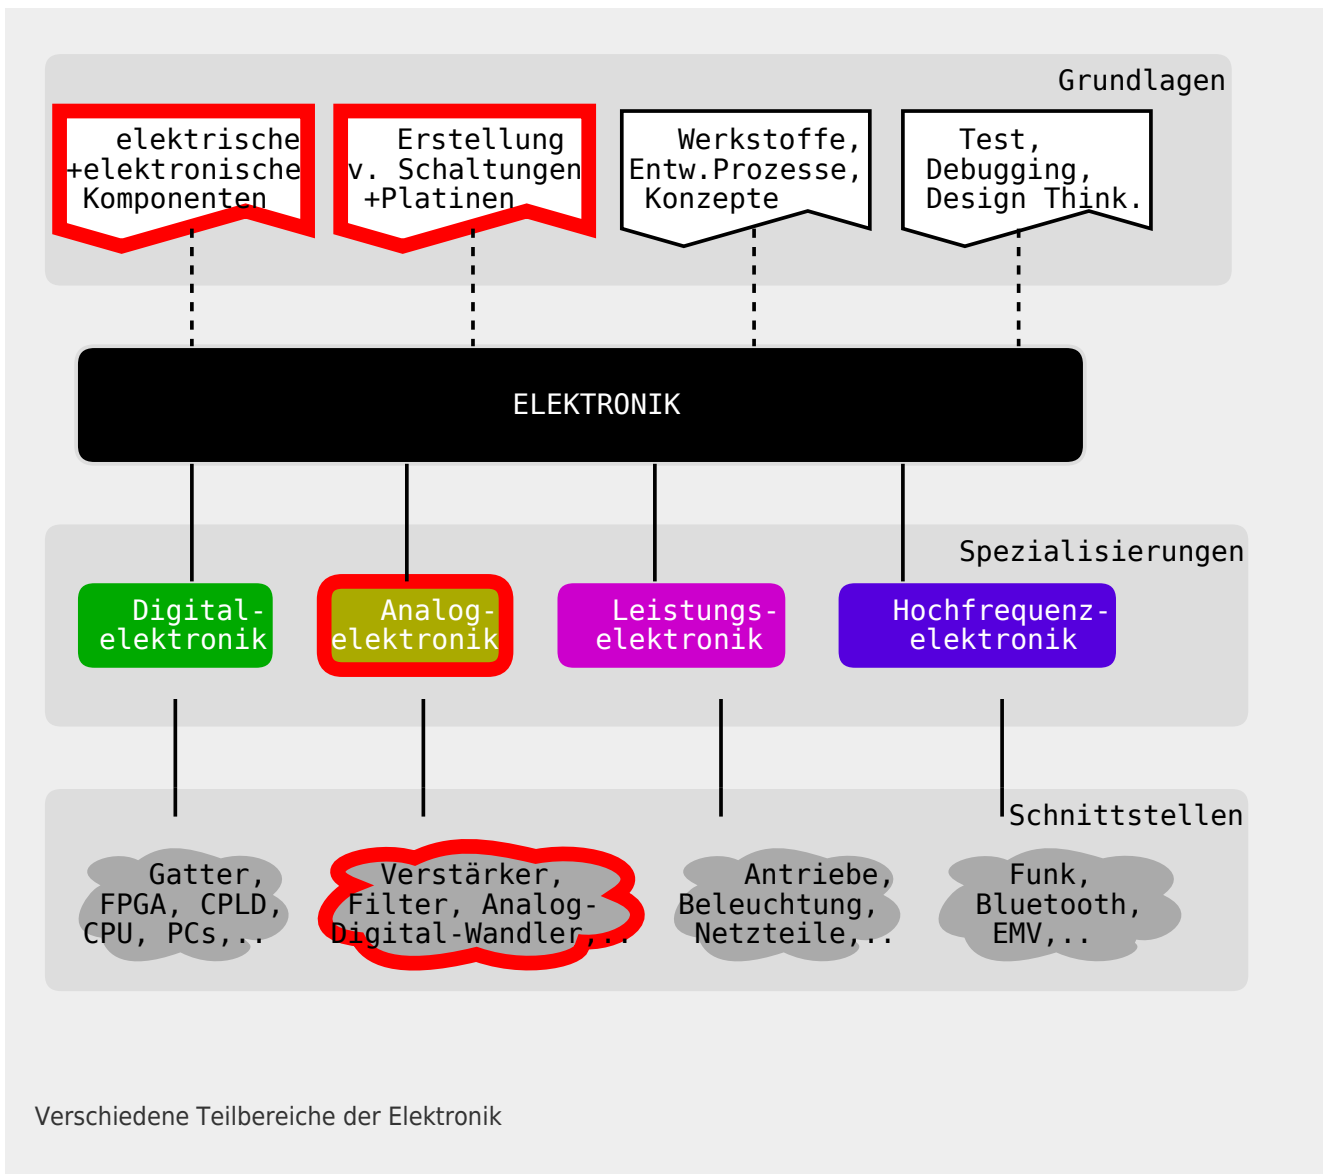 Grundlagen
elektrische
+elektronische
Komponenten
Erstellung
v. Schaltungen
+Platinen
Werkstoffe,
Entw.Prozesse,
Konzepte
Test,
Debugging,
Design Think.
ELEKTRONIK
Spezialisierungen
Digital-
elektronik
Analog-
elektronik
Leistungs-
elektronik
Hochfrequenz-
elektronik
Schnittstellen
Gatter,
FPGA, CPLD,
CPU, PCs,..
Verstärker,
Filter, Analog-
Digital-Wandler,..
Antriebe,
Beleuchtung,
Netzteile,..
Funk,
Bluetooth,
EMV,..
Verschiedene Teilbereiche der Elektronik